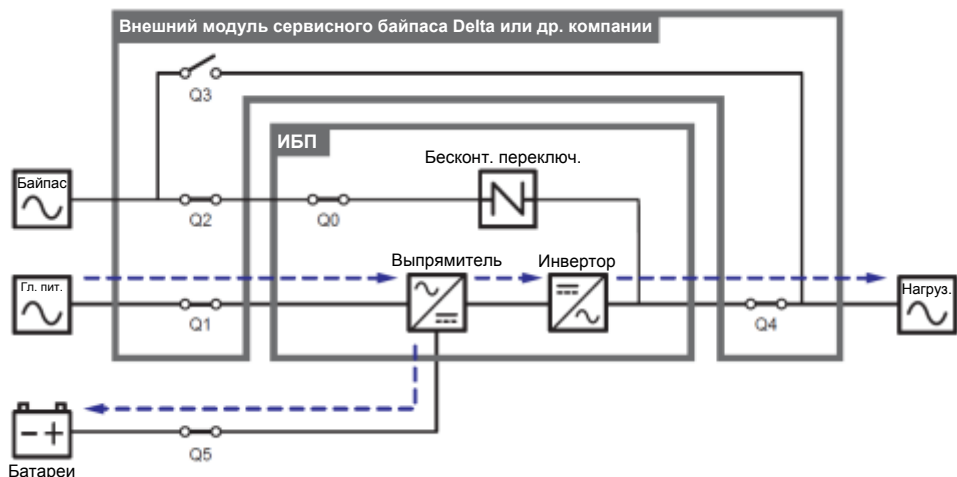 Внешний модуль сервисного байпаса Delta или др. компании
Q3
ИБП
Бесконт. переключ.
Байпас
Q2
Q0
Выпрямитель
Инвертор
Гл. пит.
Нагруз.
Q1
Q4
Q5
Батареи